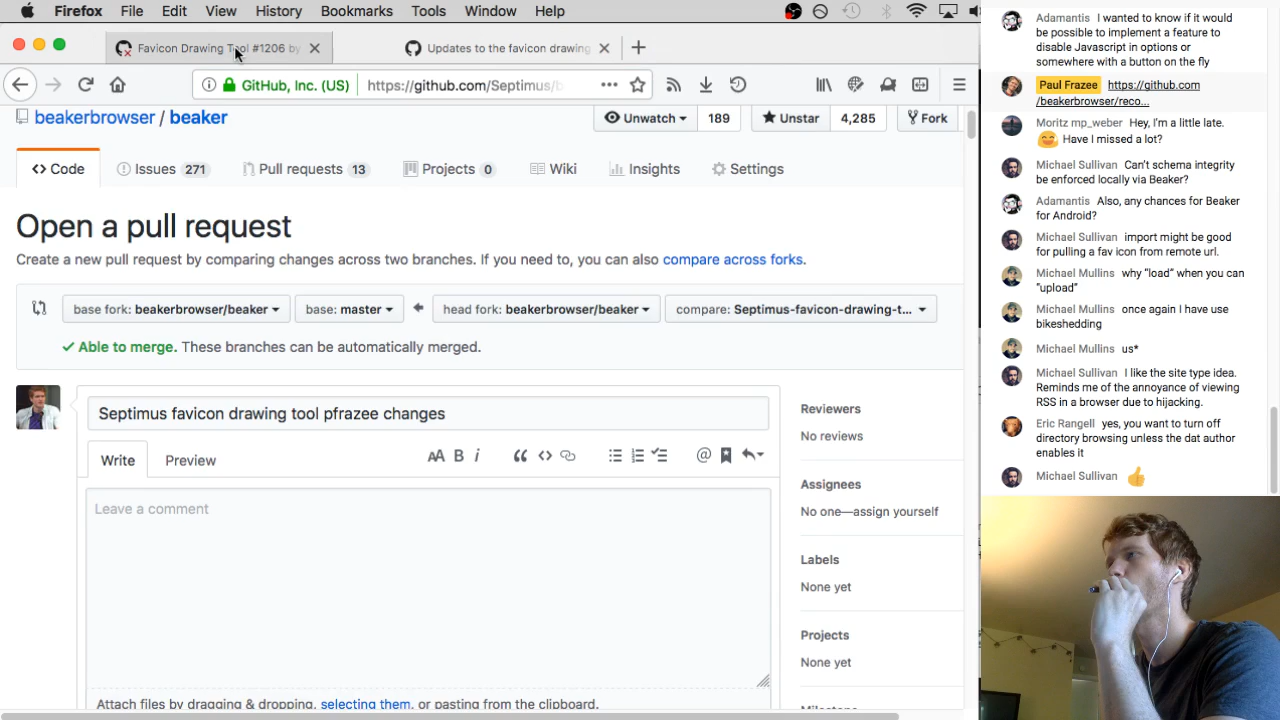 Firefox File Edit View History Bookmarks Tools Window Help
Favicon Drawing Tool #1206 by
Updates to the favicon drawing
GitHub, Inc. (US) https://github.com/Septimus/b
beakerbrowser / beaker
Unwatch 189 Unstar 4,285 Fork
Code Issues 271 Pull requests 13 Projects 0 Wiki Insights Settings
Open a pull request
Create a new pull request by comparing changes across two branches. If you need to, you can also compare across forks.
base fork: beakerbrowser/beaker base: master head fork: beakerbrowser/beaker compare: Septimus-favicon-drawing-t...
Able to merge. These branches can be automatically merged.
Septimus favicon drawing tool pfrazee changes
Write Preview
AA B i
Leave a comment
Attach files by dragging & dropping, selecting them, or pasting from the clipboard.
Reviewers
No reviews
Assignees
No one—assign yourself
Labels
None yet
Projects
None yet
Milestone
Adamantis I wanted to know if it would
be possible to implement a feature to
disable Javascript in options or
somewhere with a button on the fly
Paul Frazee https://github.com
/beakerbrowser/reco...
Moritz mp_weber Hey, I'm a little late.
Have I missed a lot?
Michael Sullivan Can't schema integrity
be enforced locally via Beaker?
Adamantis Also, any chances for Beaker
for Android?
Michael Sullivan import might be good
for pulling a fav icon from remote url.
Michael Mullins why "load" when you can
"upload"
Michael Mullins once again I have use
bikeshedding
Michael Mullins us*
Michael Sullivan I like the site type idea.
Reminds me of the annoyance of viewing
RSS in a browser due to hijacking.
Eric Rangell yes, you want to turn off
directory browsing unless the dat author
enables it
Michael Sullivan